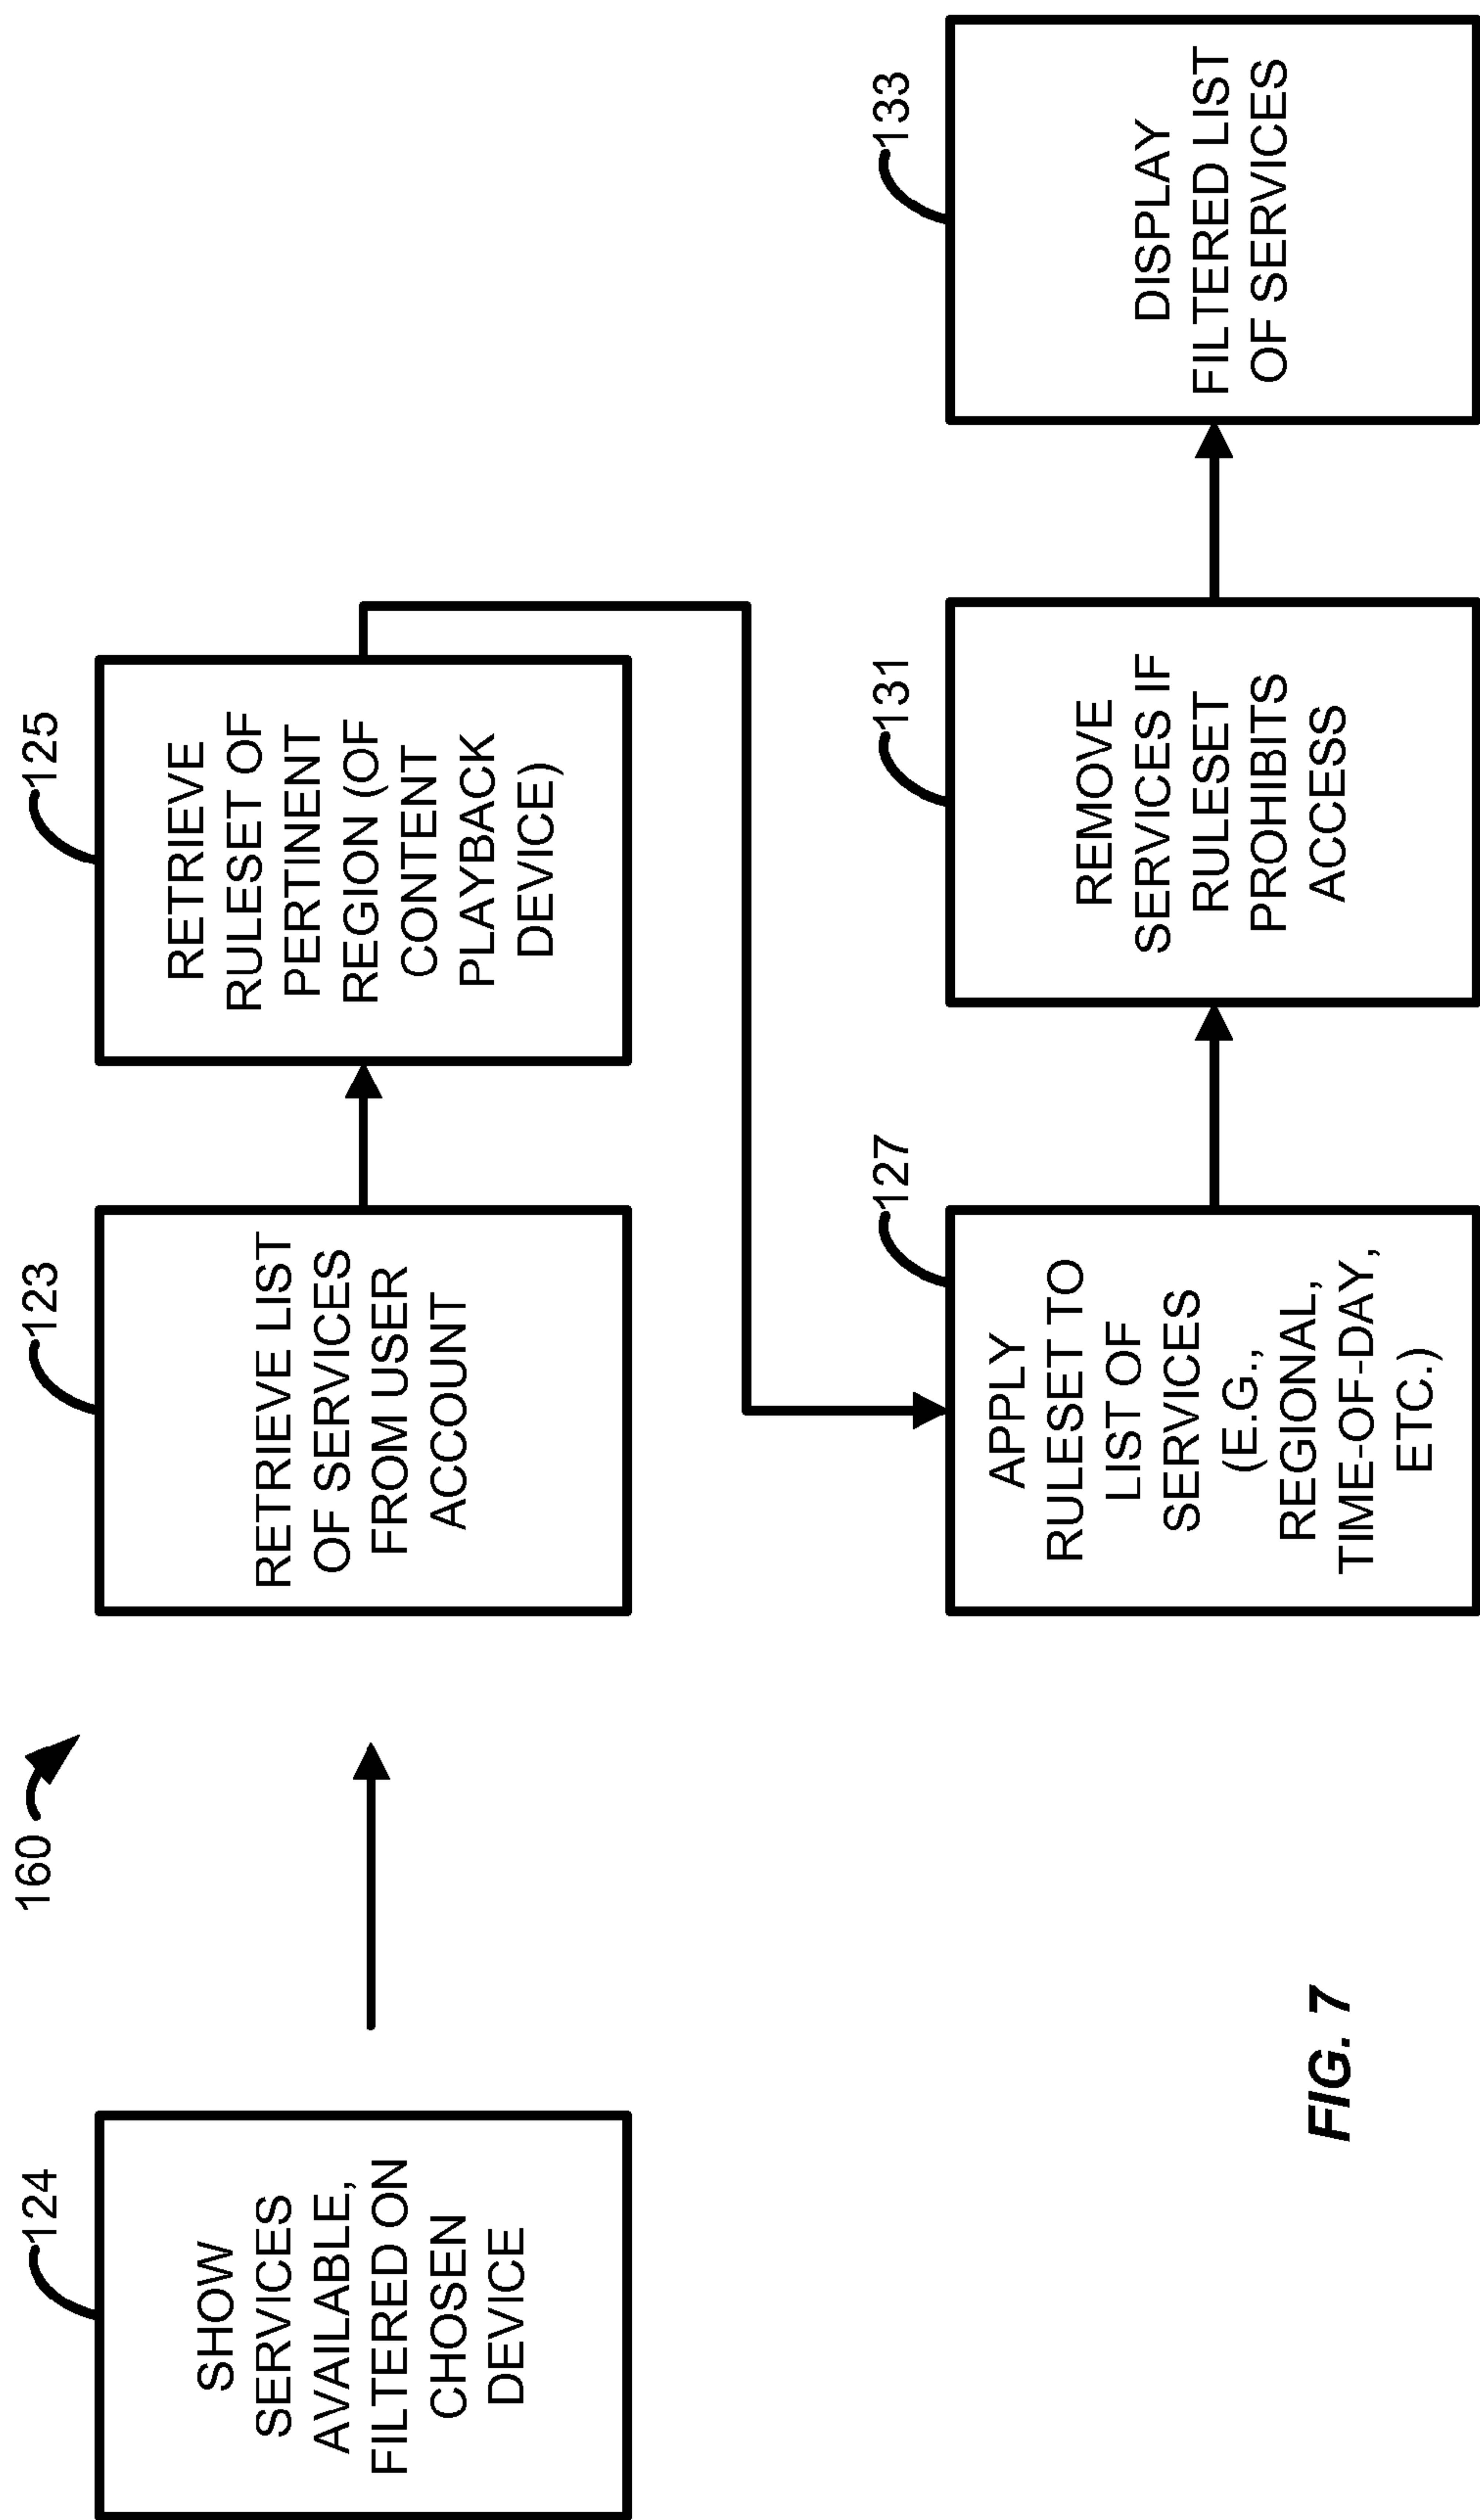 160
124
SHOW
SERVICES
AVAILABLE,
FILTERED ON
CHOSEN
DEVICE
123
RETRIEVE LIST
OF SERVICES
FROM USER
ACCOUNT
125
RETRIEVE
RULESET OF
PERTINENT
REGION (OF
CONTENT
PLAYBACK
DEVICE)
127
APPLY
RULESET TO
LIST OF
SERVICES
(E.G.,
REGIONAL,
TIME-OF-DAY,
ETC.)
131
REMOVE
SERVICES IF
RULESET
PROHIBITS
ACCESS
133
DISPLAY
FILTERED LIST
OF SERVICES
FIG. 7